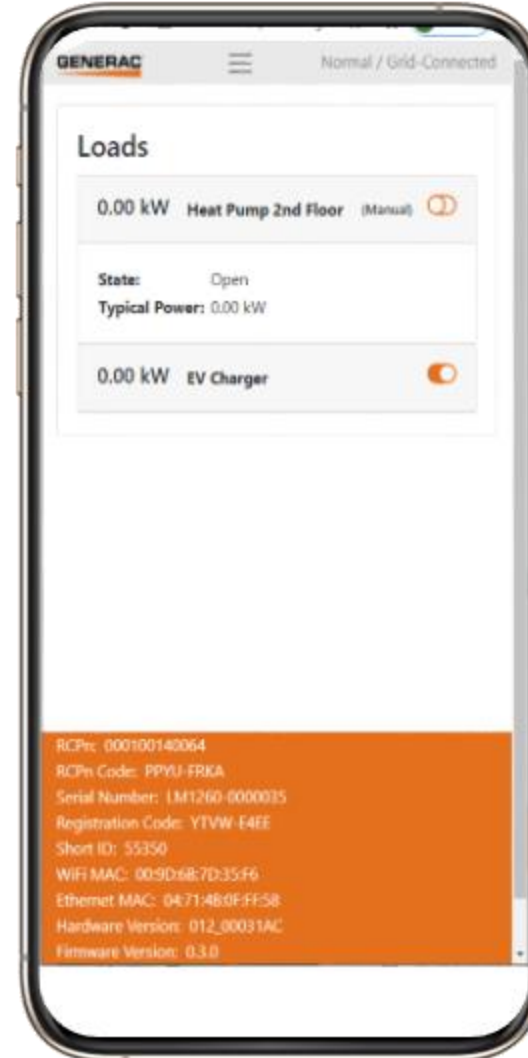 GENERAC
Normal / Grid-Connected
Loads
0.00 kW Heat Pump 2nd Floor (Manual)
State: Open
Typical Power: 0.00 kW
0.00 kW EV Charger
RCPn: 000100140064
RCPn Code: PPYU-FRKA
Serial Number: LM1260-0000035
Registration Code: YTVW-E4EE
Short ID: 55350
WiFi MAC: 00:9D:6B:7D:35:F6
Ethernet MAC: 04:71:4B:0F:FF:58
Hardware Version: 012_00031AC
Firmware Version: 0.3.0